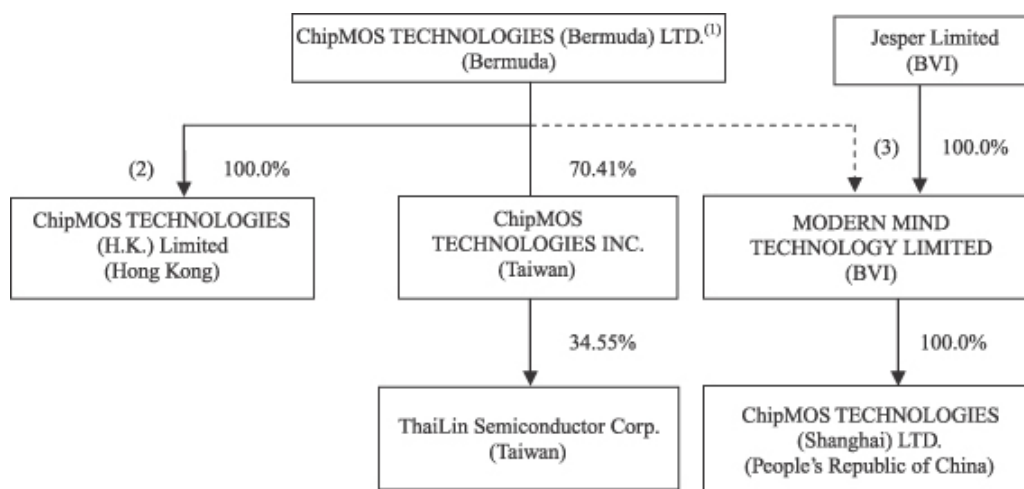 ChipMOS TECHNOLOGIES (Bermuda) LTD.(1)
(Bermuda)
Jesper Limited
(BVI)
(2)
100.0%
70.41%
(3)
100.0%
ChipMOS TECHNOLOGIES
(H.K.) Limited
(Hong Kong)
ChipMOS
TECHNOLOGIES INC.
(Taiwan)
MODERN MIND
TECHNOLOGY LIMITED
(BVI)
34.55%
100.0%
ThaiLin Semiconductor Corp.
(Taiwan)
ChipMOS TECHNOLOGIES
(Shanghai) LTD.
(People's Republic of China)